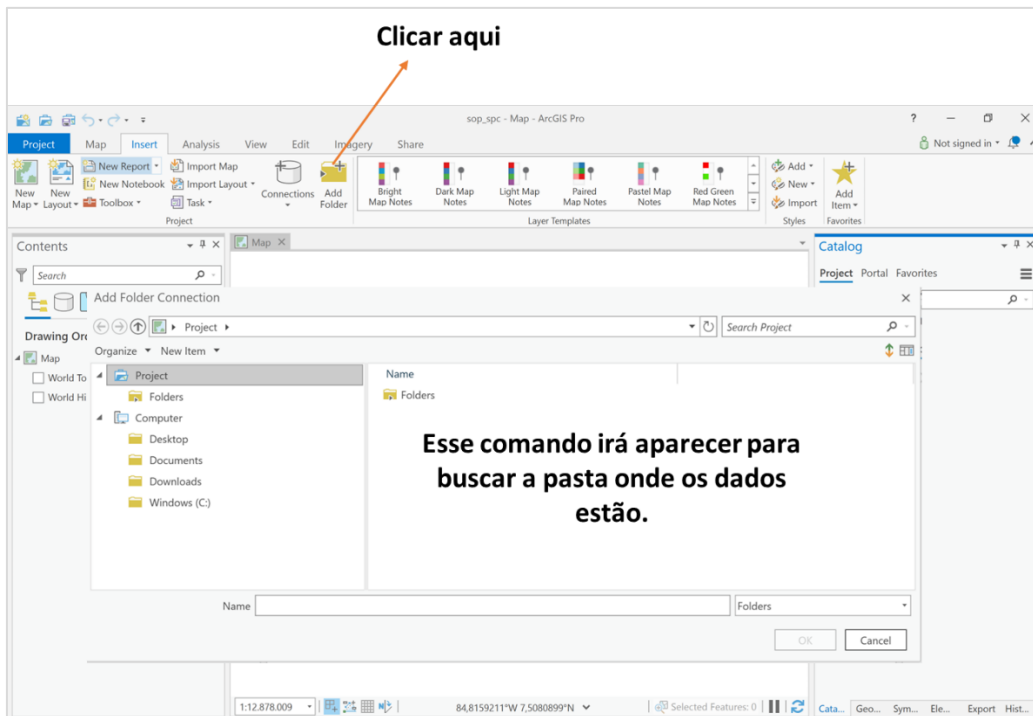 Clicar aqui
sop_spc - Map - ArcGIS Pro
?
Project Map Insert Analysis View Edit Imagery Share
Not signed in
New Map
New Layout
New Report
New Notebook
Toolbox
Import Map
Import Layout
Task
Connections
Add Folder
Project
Bright Map Notes
Dark Map Notes
Light Map Notes
Paired Map Notes
Pastel Map Notes
Red Green Map Notes
Layer Templates
Add
New
Import
Styles
Add Item
Favorites
Contents
Search
Drawing Ord
Map
World To
World Hi
Map
Catalog
Project Portal Favorites
Add Folder Connection
Project
Search Project
Organize New Item
Project
Folders
Computer
Desktop
Documents
Downloads
Windows (C:)
Name
Folders
Esse comando irá aparecer para
buscar a pasta onde os dados
estão.
Name
Folders
OK Cancel
1:12.878.009
84,8159211°W 7,5080899°N
Selected Features: 0
Cata... Geo... Sym... Ele... Export Hist...